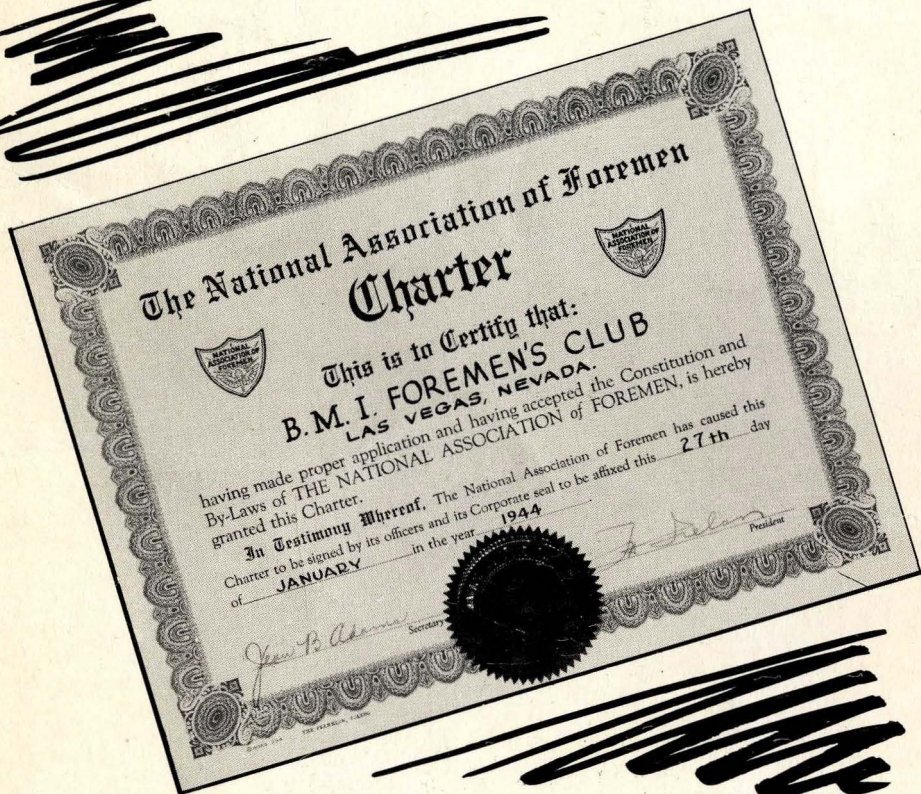 The National Association of Foremen
Charter
NATIONAL
ASSOCIATION OF
FOREMEN
NATIONAL
ASSOCIATION OF
FOREMEN
This is to Certify that:
B.M.I. FOREMEN'S CLUB
LAS VEGAS, NEVADA.
having made proper application and having accepted the Constitution and
By-Laws of THE NATIONAL ASSOCIATION of FOREMEN, is hereby
granted this Charter.
In Testimony Whereof, The National Association of Foremen has caused this
Charter to be signed by its officers and its Corporate seal to be affixed this 27th day
of JANUARY in the year 1944
President
Jean B Adams
Secretary
THE FRANKLIN